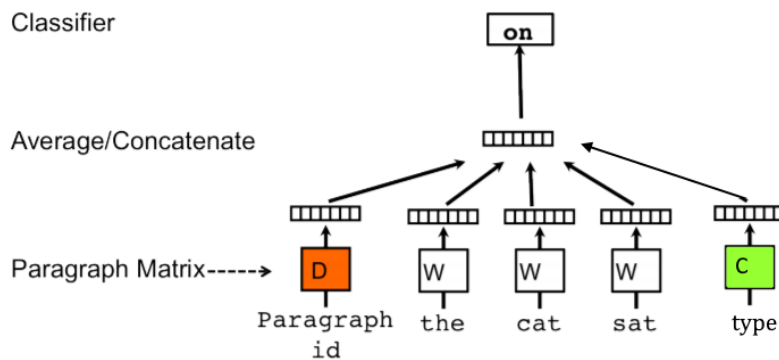 Classifier
on
Average/Concatenate
Paragraph Matrix
D
W
W
W
C
Paragraph
id
the
cat
sat
type